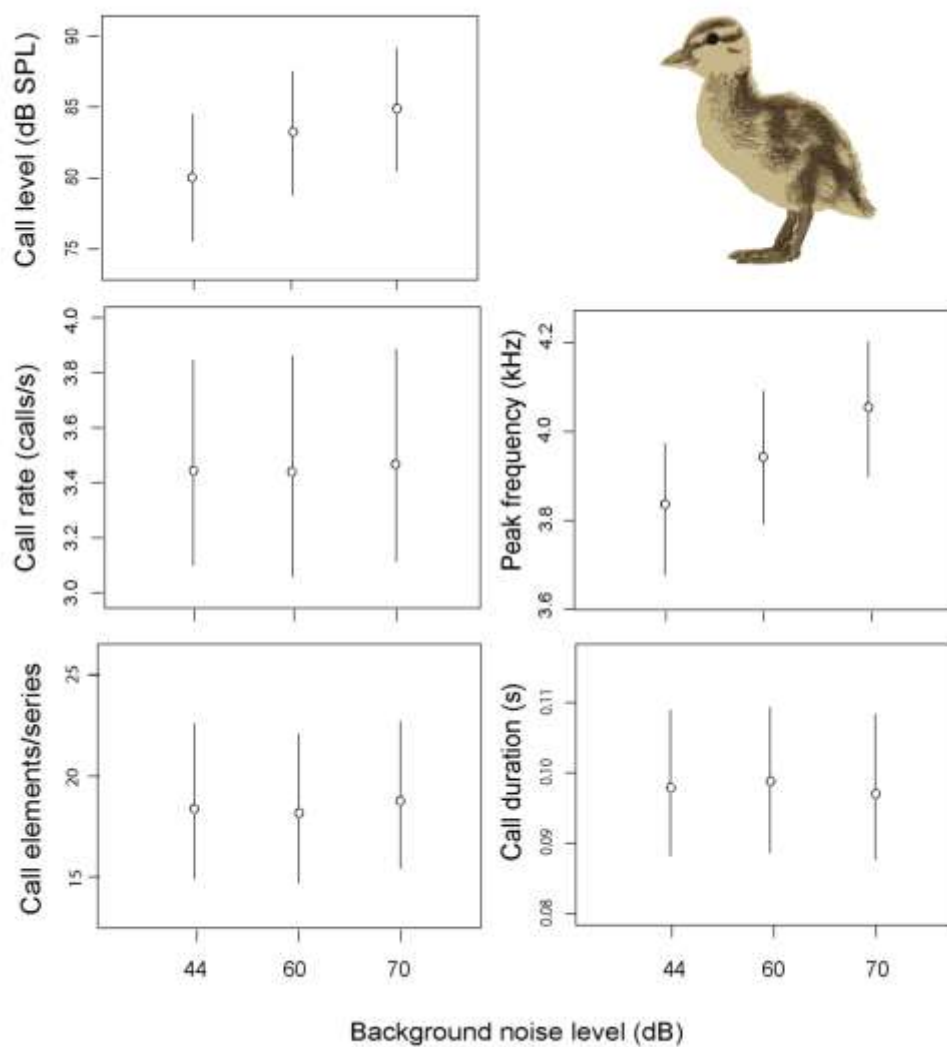 Call level (dB SPL)
90
85
80
75
Call rate (calls/s)
4.0
3.8
3.6
3.4
3.2
3.0
Peak frequency (kHz)
4.2
4.0
3.8
3.6
Call elements/series
25
20
15
44 60 70
Call duration (s)
0.11
0.10
0.09
0.08
44 60 70
Background noise level (dB)